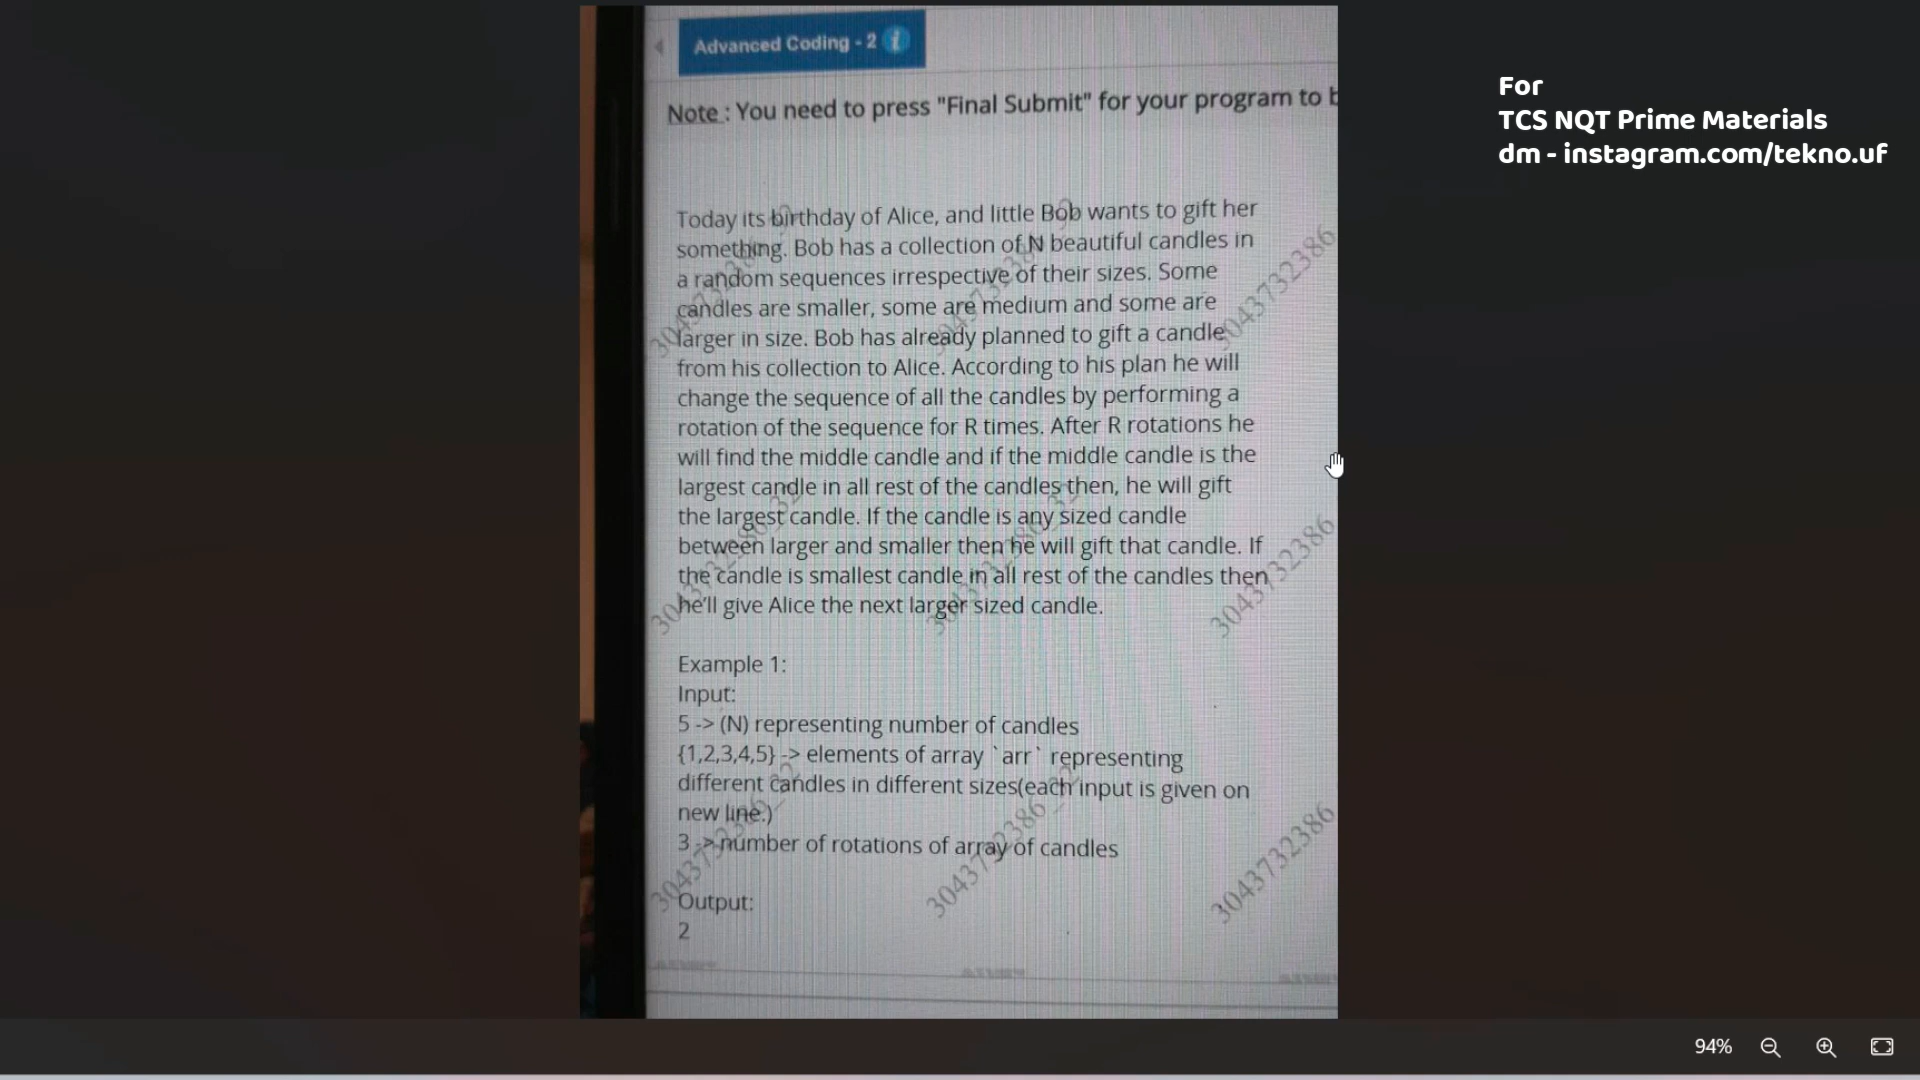 Advanced Coding - 2 i
Note : You need to press "Final Submit" for your program to b
For
TCS NQT Prime Materials
dm - instagram.com/tekno.uf
Today its birthday of Alice, and little Bob wants to gift her
something. Bob has a collection of N beautiful candles in
a random sequences irrespective of their sizes. Some
candles are smaller, some are medium and some are
larger in size. Bob has already planned to gift a candle
from his collection to Alice. According to his plan he will
change the sequence of all the candles by performing a
rotation of the sequence for R times. After R rotations he
will find the middle candle and if the middle candle is the
largest candle in all rest of the candles then, he will gift
the largest candle. If the candle is any sized candle
between larger and smaller then he will gift that candle. If
the candle is smallest candle in all rest of the candles then
he'll give Alice the next larger sized candle.
Example 1:
Input:
5 -> (N) representing number of candles
{1,2,3,4,5} -> elements of array `arr` representing
different candles in different sizes(each input is given on
new line.)
3 -> number of rotations of array of candles
Output:
2
3043732386
3043732386
3043732386
3043732386
3043732386
3043732386
3043732386
3043732386
3043732386
94%